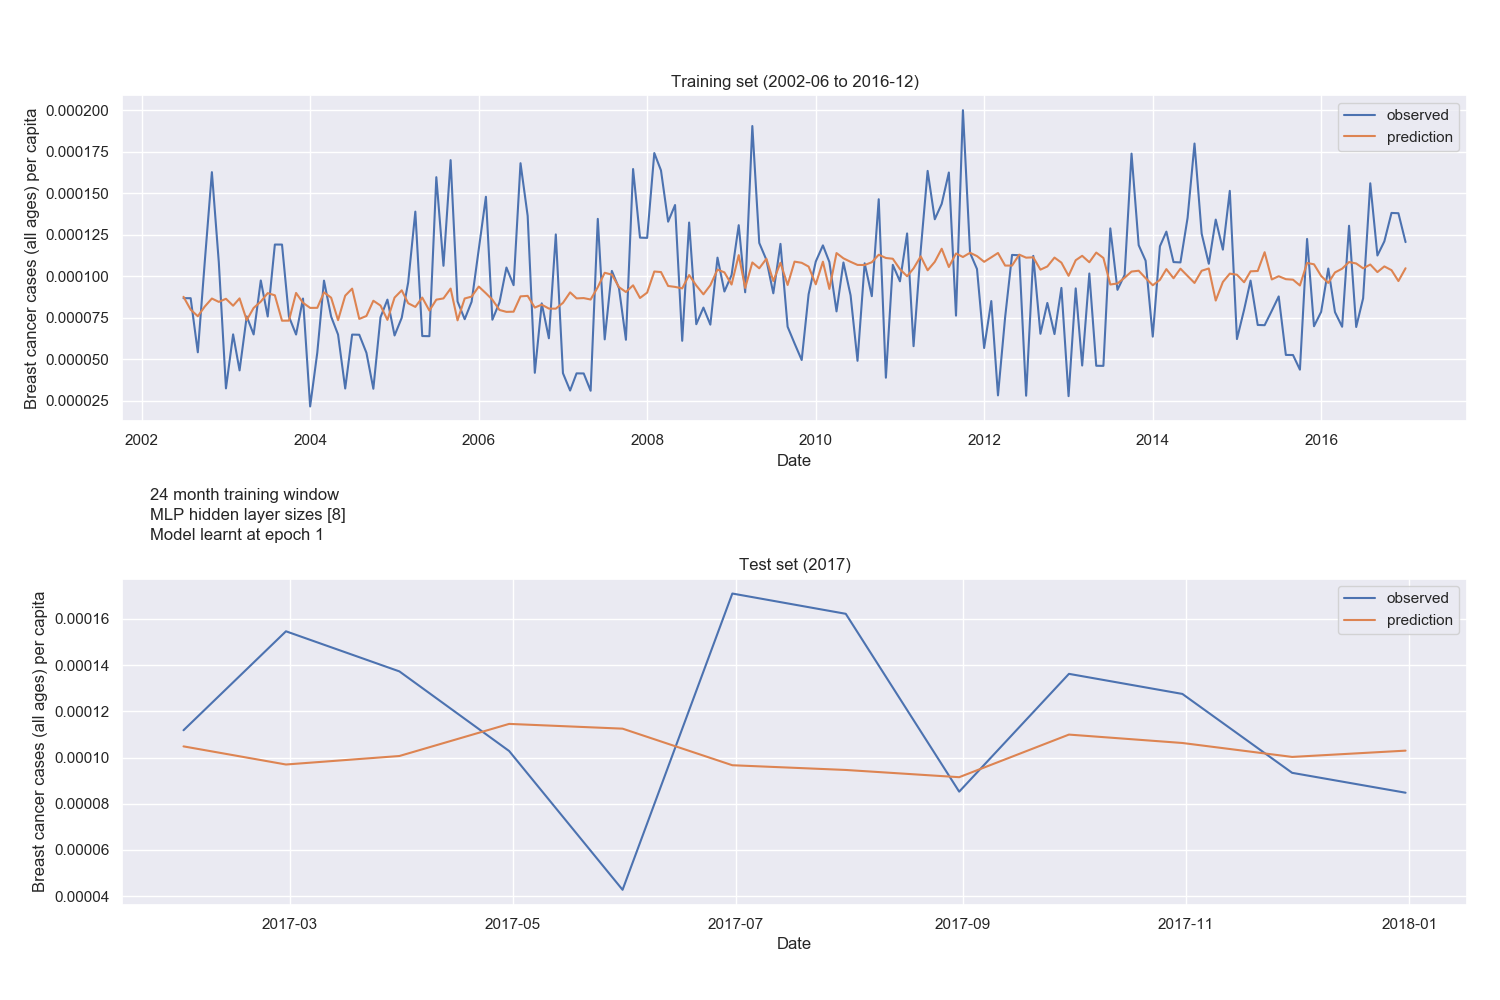 Training set (2002-06 to 2016-12)
Breast cancer cases (all ages) per capita
0.000200
0.000175
0.000150
0.000125
0.000100
0.000075
0.000050
0.000025
observed
prediction
2002 2004 2006 2008 2010 2012 2014 2016
Date
24 month training window
MLP hidden layer sizes [8]
Model learnt at epoch 1
Test set (2017)
Breast cancer cases (all ages) per capita
0.00016
0.00014
0.00012
0.00010
0.00008
0.00006
0.00004
observed
prediction
2017-03 2017-05 2017-07 2017-09 2017-11 2018-01
Date